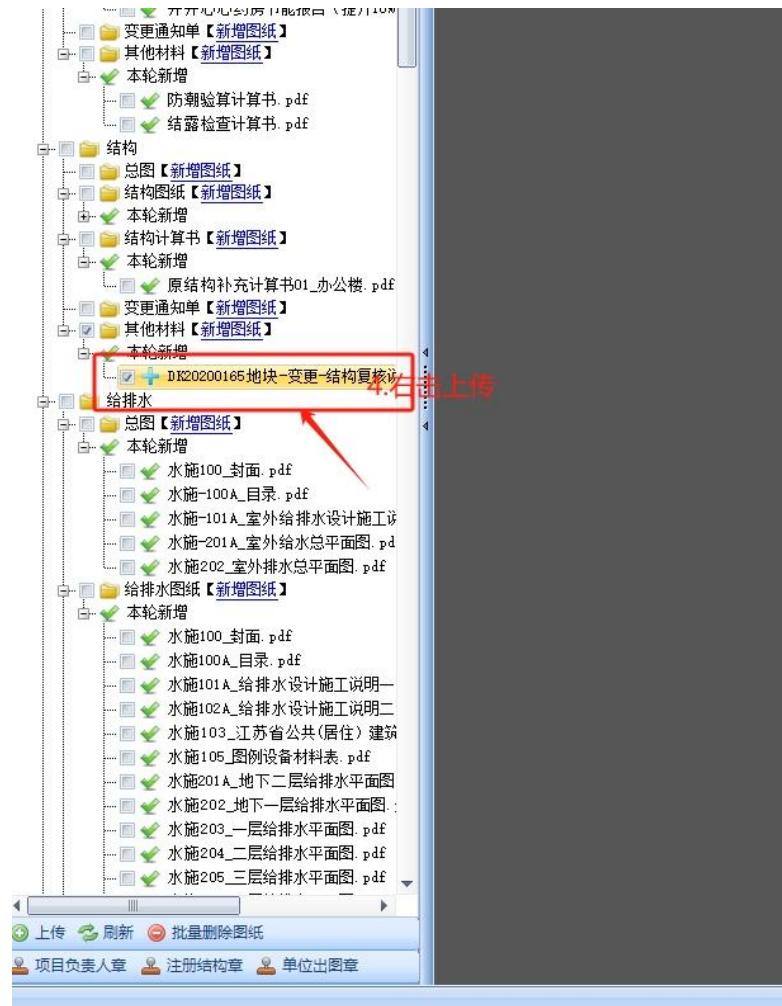 变更通知单【新增图纸】
其他材料【新增图纸】
本轮新增
防潮验算计算书.pdf
结露检查计算书.pdf
结构
总图【新增图纸】
结构图纸【新增图纸】
本轮新增
结构计算书【新增图纸】
本轮新增
原结构补充计算书01_办公楼.pdf
变更通知单【新增图纸】
其他材料【新增图纸】
本轮新增
DK20200165地块-变更-结构复核
4.右击上传
给排水
总图【新增图纸】
本轮新增
水施100_封面.pdf
水施-100A_目录.pdf
水施-101A_室外给排水设计施工
水施-201A_室外给水总平面图.pd
水施202_室外排水总平面图.pdf
给排水图纸【新增图纸】
本轮新增
水施100_封面.pdf
水施100A_目录.pdf
水施101A_给排水设计施工说明一
水施102A_给排水设计施工说明二
水施103_江苏省公共(居住）建筑
水施105_图例设备材料表.pdf
水施201A_地下二层给排水平面图
水施202_地下一层给排水平面图.
水施203_一层给排水平面图.pdf
水施204_二层给排水平面图.pdf
水施205_三层给排水平面图.pdf
上传 刷新 批量删除图纸
项目负责人章 注册结构章 单位出图章